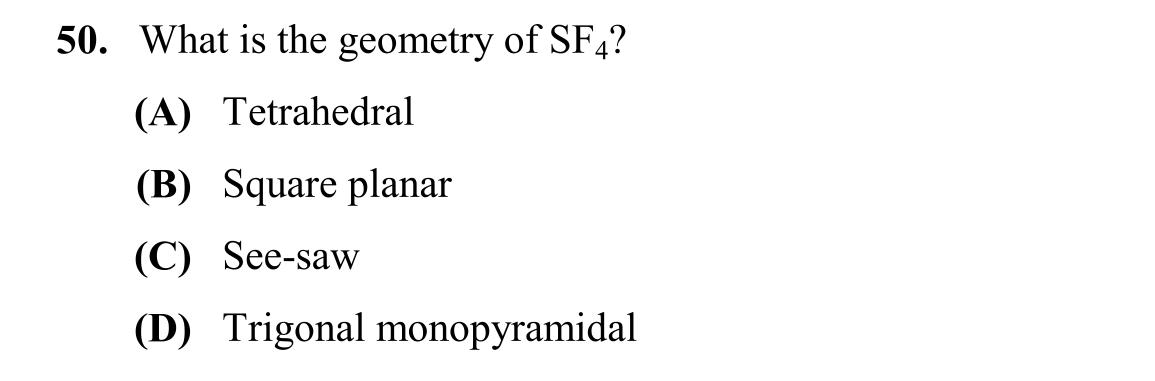 50. What is the geometry of SF₄?
(A) Tetrahedral
(B) Square planar
(C) See-saw
(D) Trigonal monopyramidal